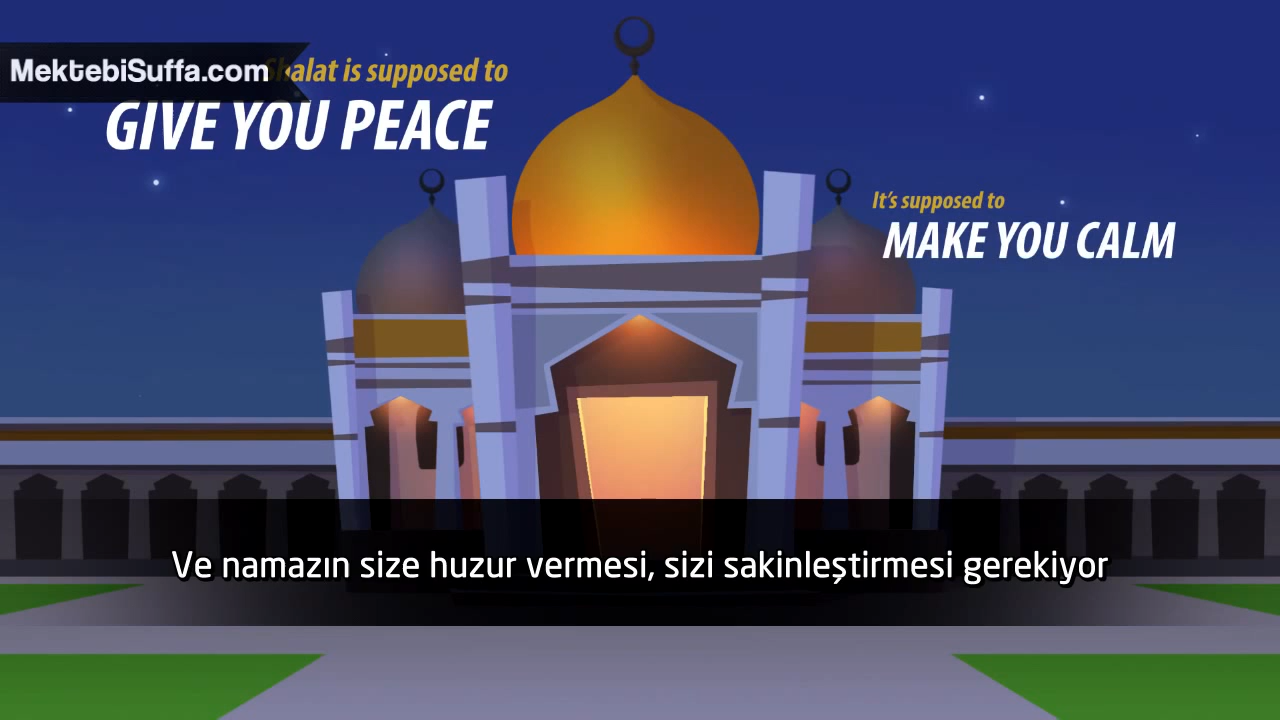 MektebiSuffa.com
Shalat is supposed to
GIVE YOU PEACE
It's supposed to
MAKE YOU CALM
Ve namazın size huzur vermesi, sizi sakinleştirmesi gerekiyor